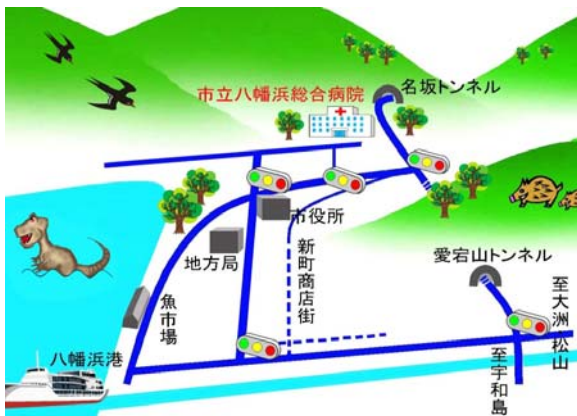 市立八幡浜総合病院
名坂トンネル
市役所
地方局
新町商店街
愛宕山トンネル
魚市場
八幡浜港
至大洲・松山
至宇和島